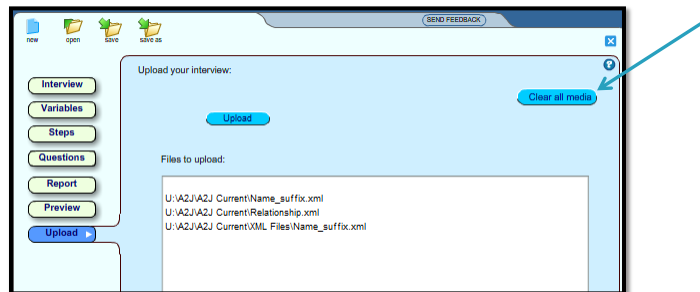 SEND FEEDBACK
new open save save as
Upload your interview:
Clear all media
Interview
Variables
Steps
Questions
Report
Preview
Upload
Upload
Files to upload:
U:\A2J\A2J Current\Name_suffix.xml
U:\A2J\A2J Current\Relationship.xml
U:\A2J\A2J Current\XML Files\Name_suffix.xml